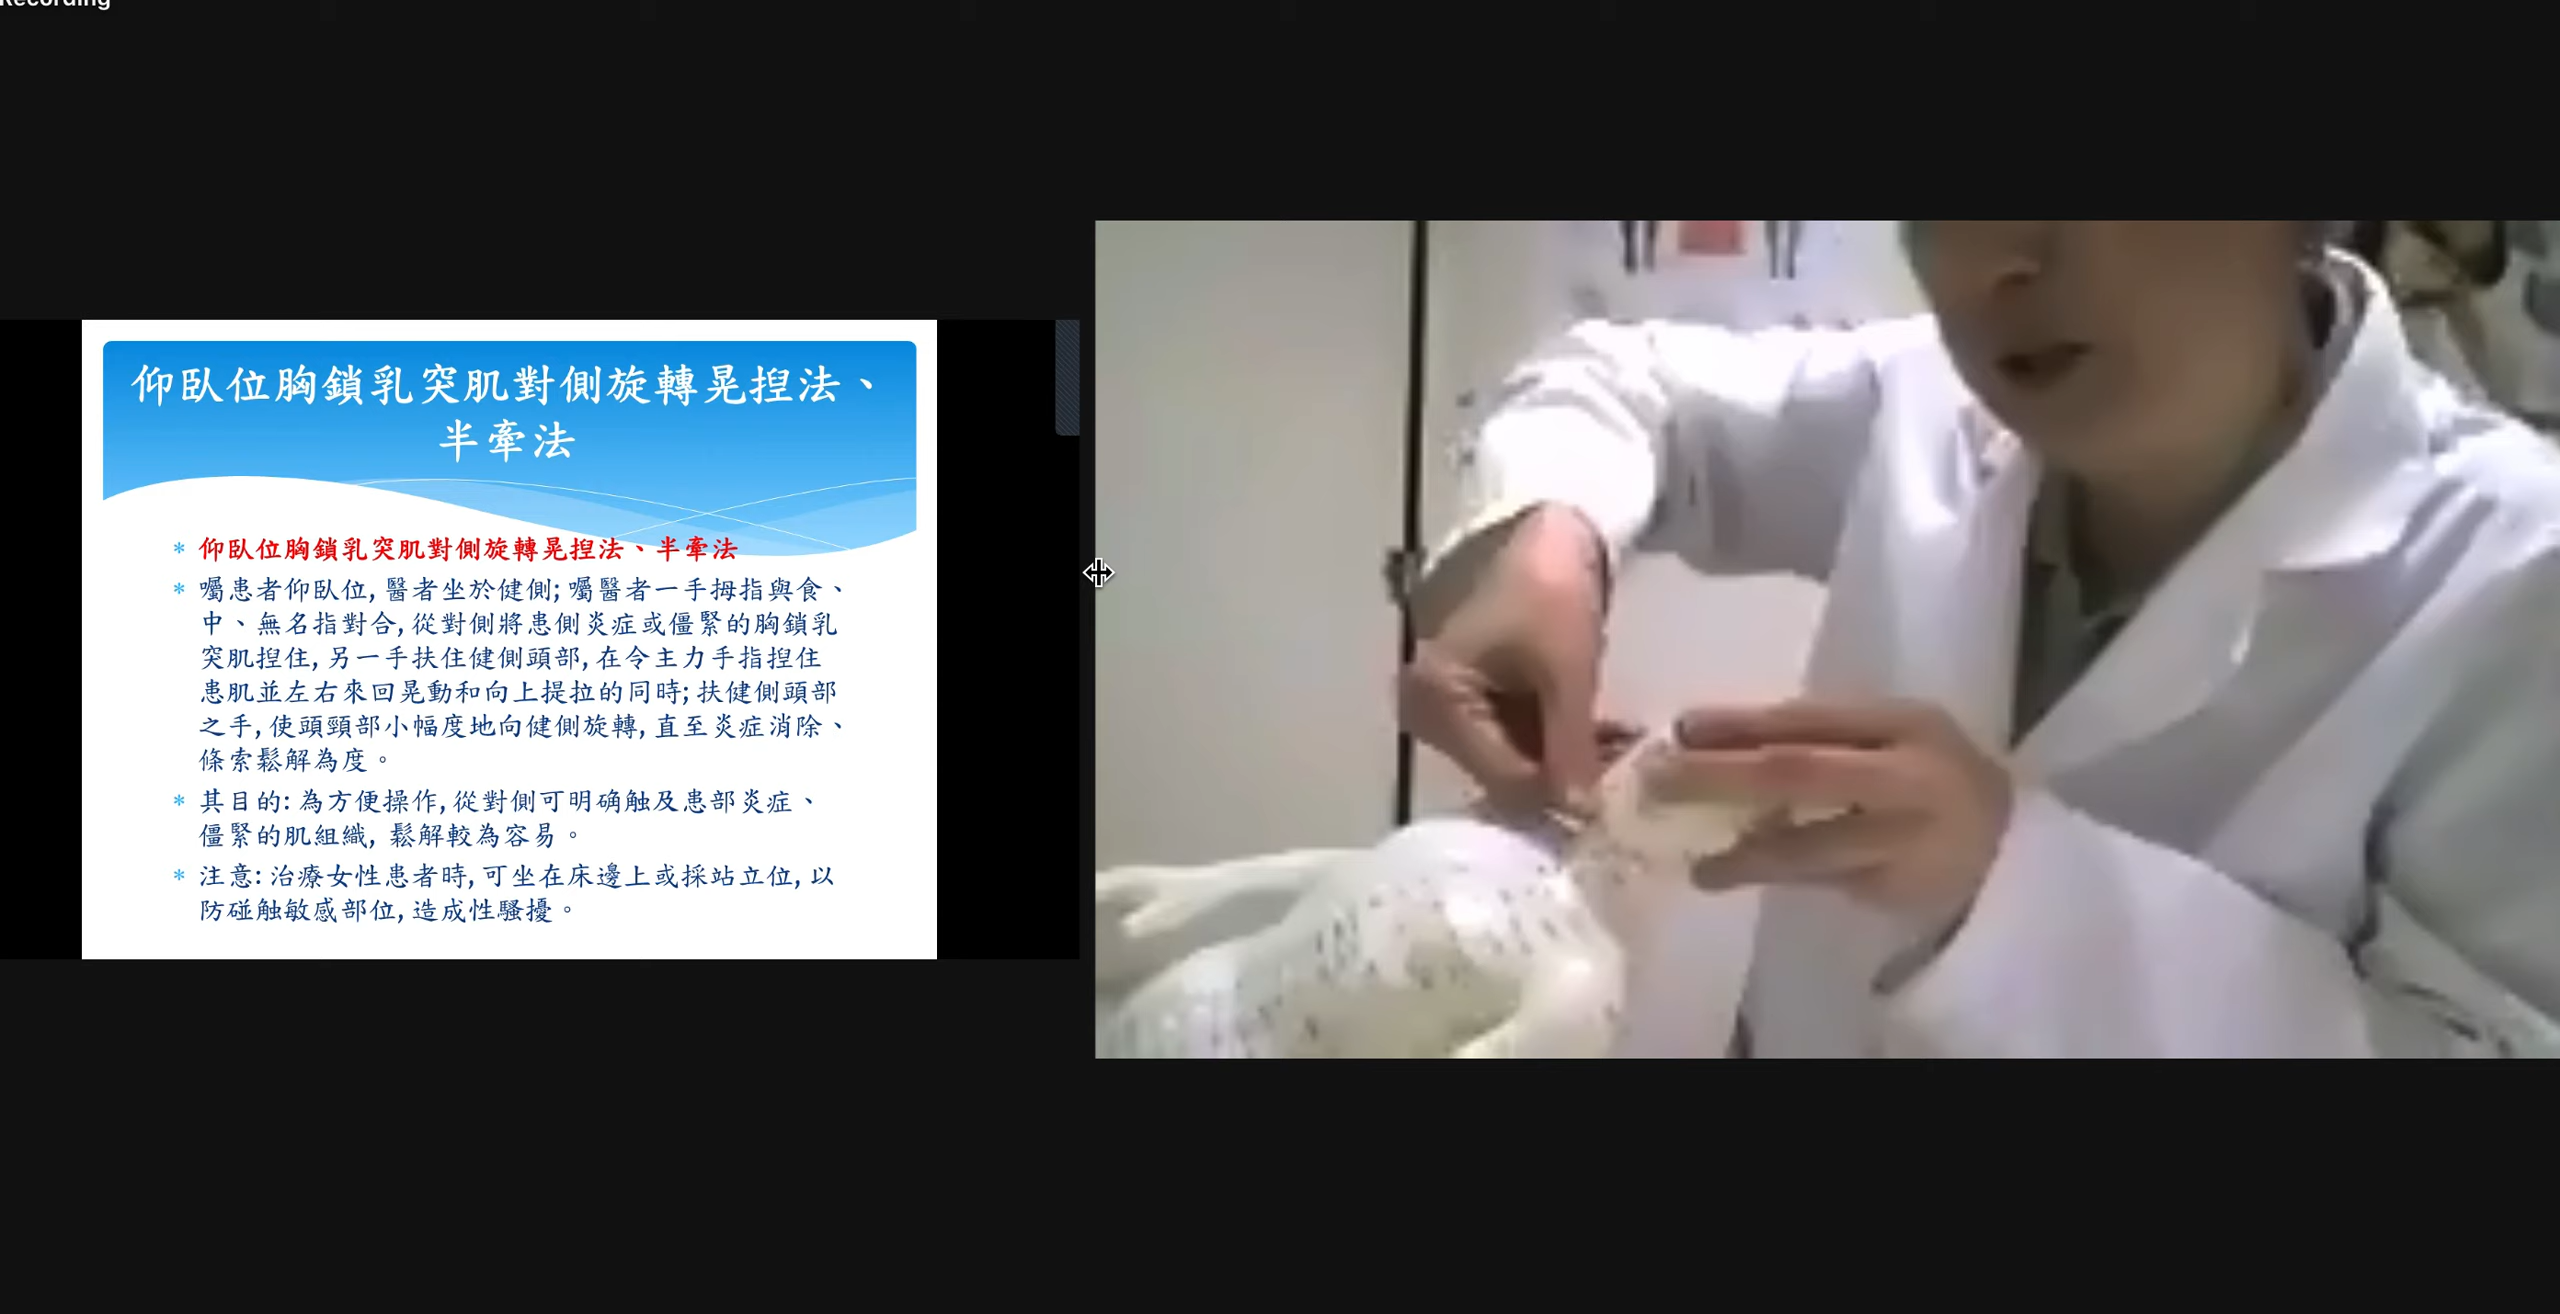 Recording
仰臥位胸鎖乳突肌對側旋轉晃捏法、
半牽法
* 仰臥位胸鎖乳突肌對側旋轉晃捏法、半牽法
* 囑患者仰臥位, 醫者坐於健側; 囑醫者一手拇指與食、
中、無名指對合, 從對側將患側炎症或僵緊的胸鎖乳
突肌捏住, 另一手扶住健側頭部, 在令主力手指捏住
患肌並左右來回晃動和向上提拉的同時; 扶健側頭部
之手, 使頭頸部小幅度地向健側旋轉, 直至炎症消除、
條索鬆解為度。
* 其目的: 為方便操作, 從對側可明确触及患部炎症、
僵緊的肌組織, 鬆解較為容易。
* 注意: 治療女性患者時, 可坐在床邊上或採站立位, 以
防碰触敏感部位, 造成性騷擾。